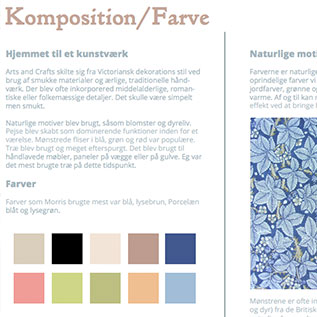 Komposition/Farve
Hjemmet til et kunstværk
Arts and Crafts skilte sig fra Victoriansk dekorations stil ved
brug af smukke materialer og ærlige, traditionelle hånd-
værk. Der blev ofte inkorporered middelalderlige, roman-
tiske eller folkemæssige detaljer. Det skulle være simpelt
men smukt.
Naturlige motiver blev brugt, såsom blomster og dyreliv.
Pejse blev skabt som dominerende funktioner inden for et
værelse. Mønstrede fliser i blå, grøn og rød var populære.
Træ blev brugt og meget efterspurgt. Det blev brugt til
håndlavede møbler, paneler på vægge eller på gulve. Eg var
det mest brugte træ på dette tidspunkt.
Farver
Farver som Morris brugte mest var blå, lysebrun, Porcelæn
blåt og lysegrøn.
Naturlige moti
Farverne er naturlige
oprindelige farver vi
jordfarver, grønne o
varme. Af og til kan
effekt ved at bringe
Mønstrene er ofte in
og dyr) fra de Britisk